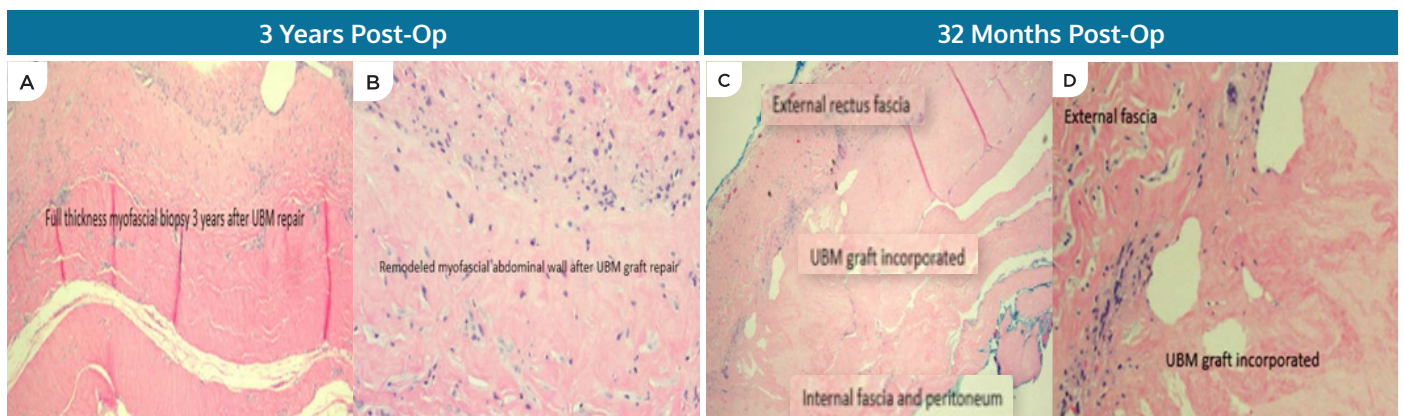 3 Years Post-Op
32 Months Post-Op
A
Full thickness myofascial biopsy 3 years after UBM repair
B
Remodeled myofascial abdominal wall after UBM graft repair
C
External rectus fascia
UBM graft incorporated
Internal fascia and peritoneum
D
External fascia
UBM graft incorporated